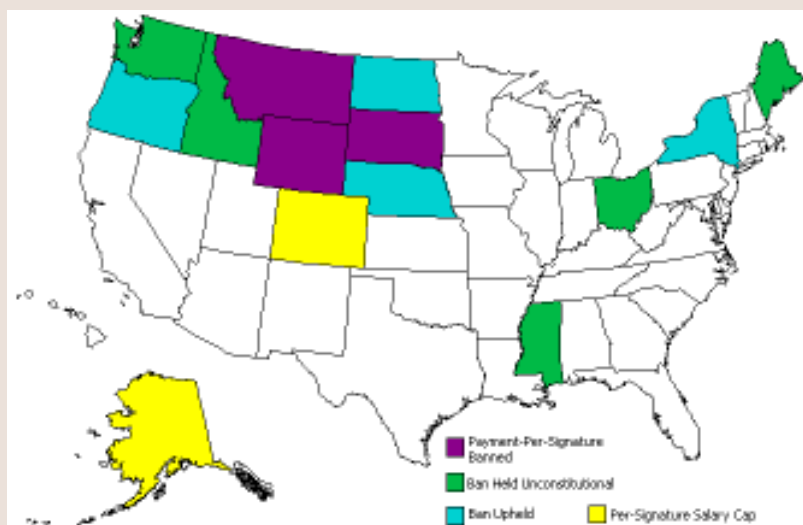 Payment-Per-Signature
Banned
Ban Held Unconstitutional
Ban Upheld
Per-Signature Salary Cap